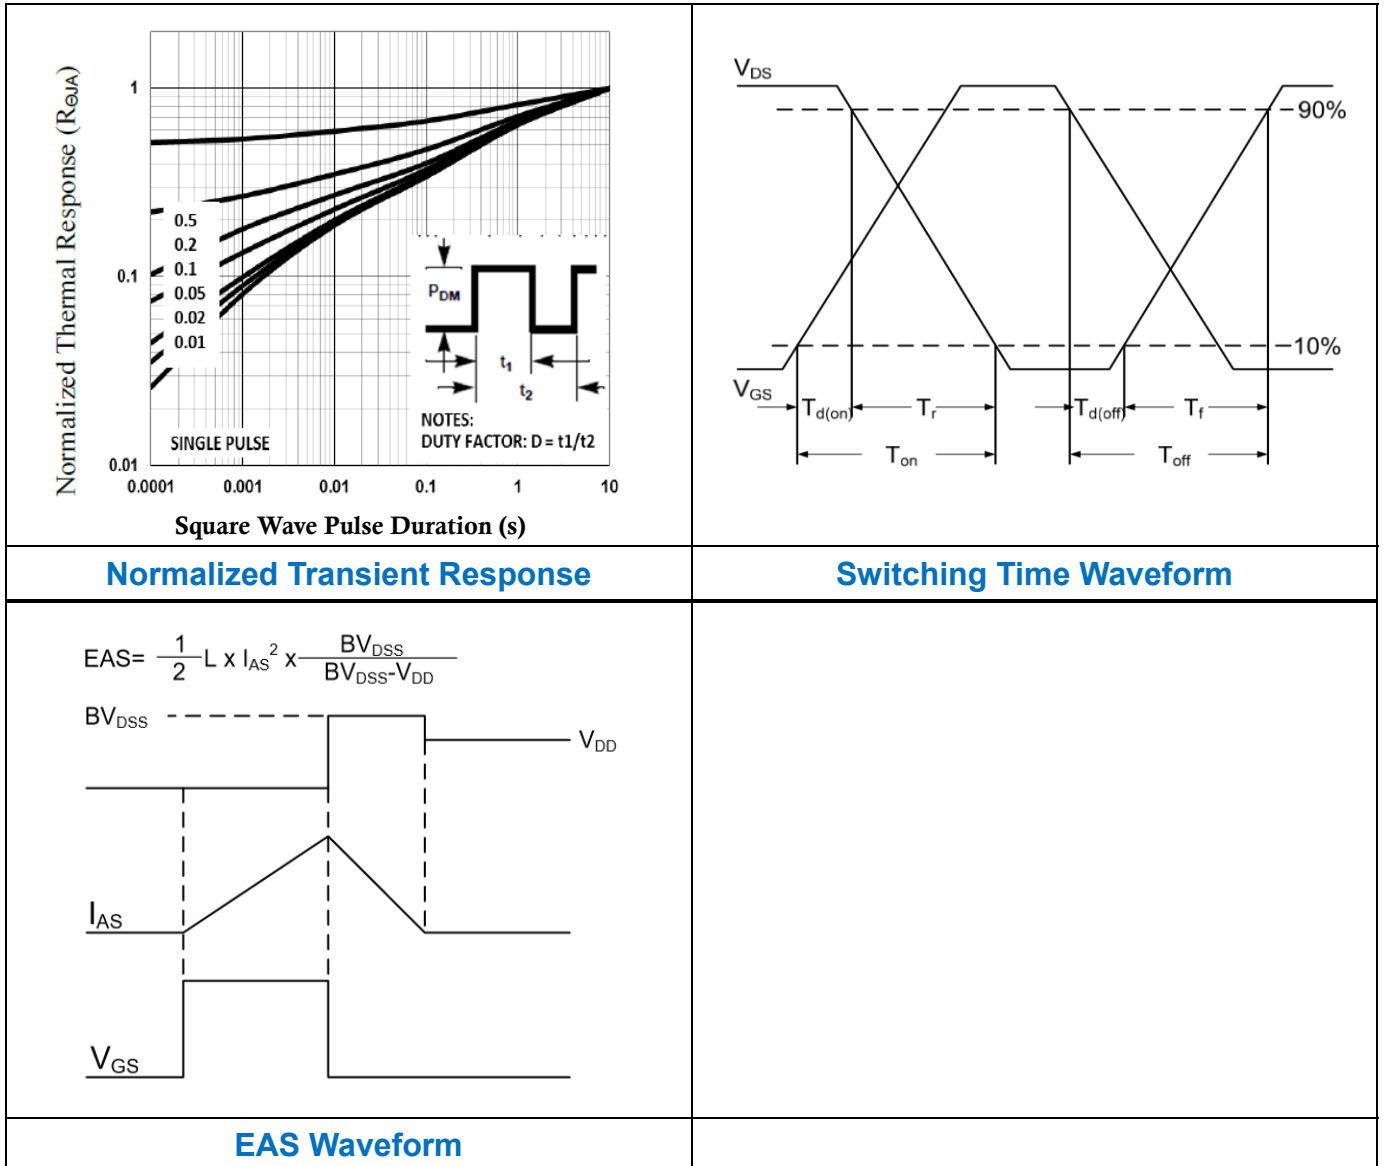 Normalized Thermal Response (RӨJA)
1
0.1
0.01
0.5
0.2
0.1
0.05
0.02
0.01
SINGLE PULSE
PDM
t1
t2
NOTES:
DUTY FACTOR: D = t1/t2
0.0001 0.001 0.01 0.1 1 10
Square Wave Pulse Duration (s)
Normalized Transient Response
VDS
90%
10%
VGS
Td(on) Tr Td(off) Tf
Ton Toff
Switching Time Waveform
EAS= 1/2 L x IAS2 x BVDSS/BVDSS-VDD
BVDSS
VDD
IAS
VGS
EAS Waveform